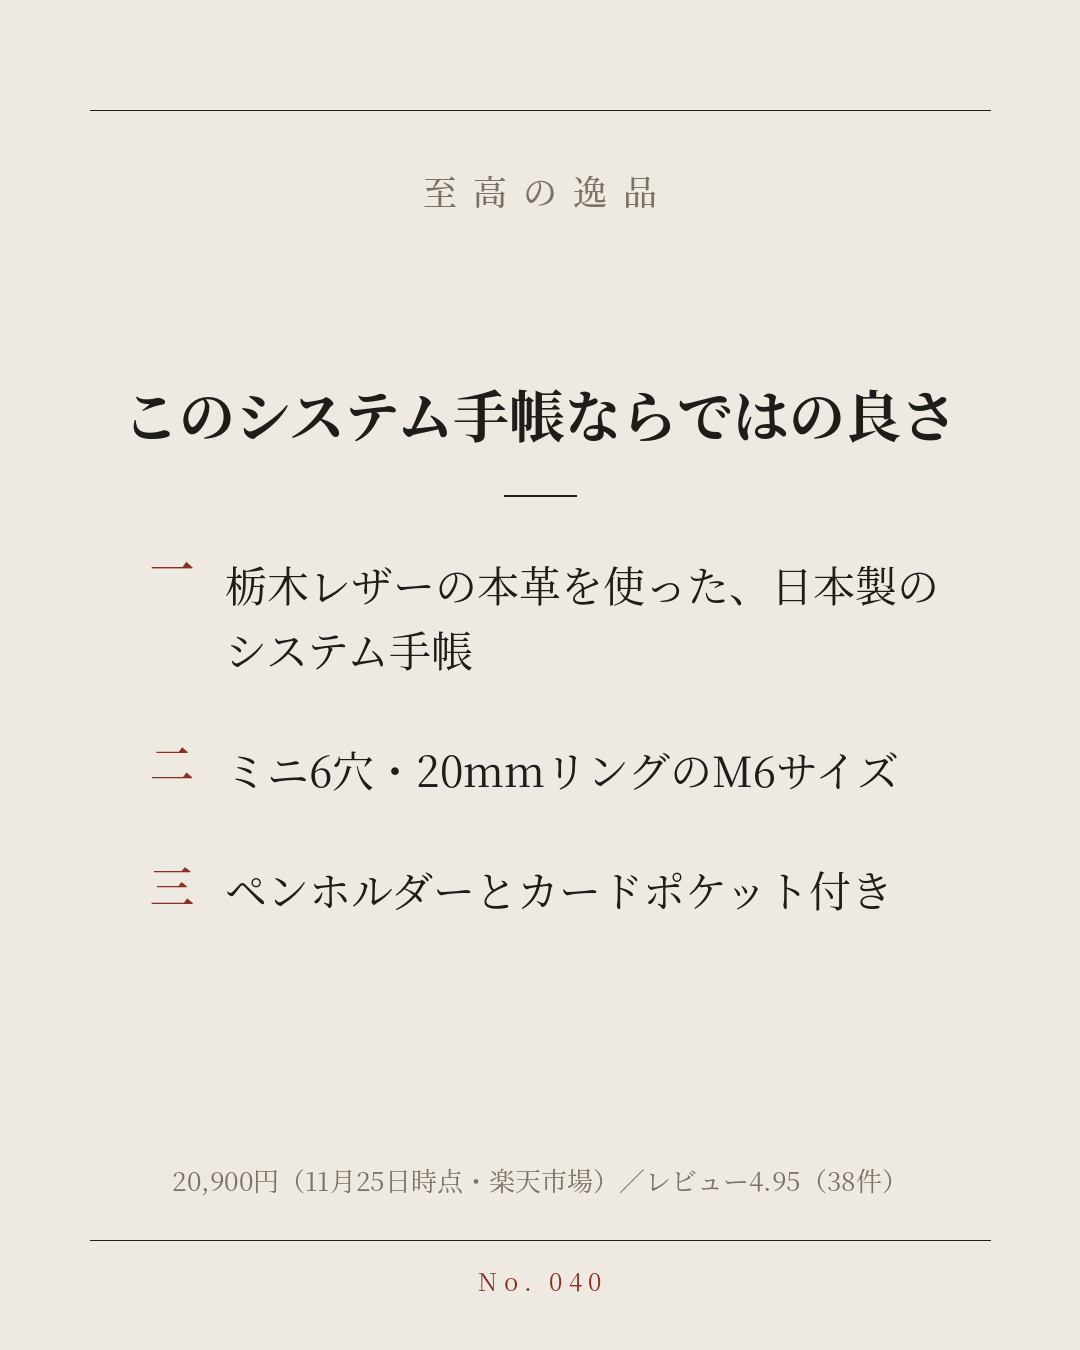 至高の逸品
このシステム手帳ならではの良さ
一 栃木レザーの本革を使った、日本製の
システム手帳
二 ミニ6穴・20mmリングのM6サイズ
三 ペンホルダーとカードポケット付き
20,900円（11月25日時点・楽天市場）／レビュー4.95（38件）
No. 040